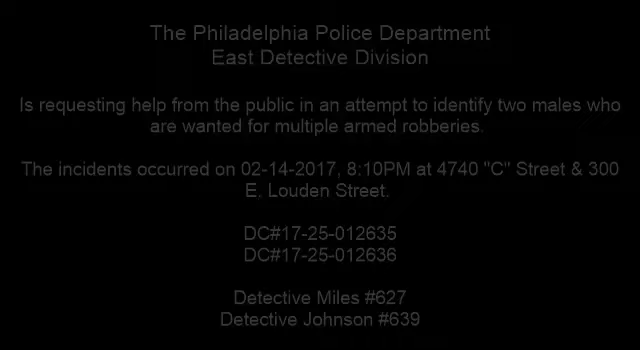 The Philadelphia Police Department
East Detective Division
Is requesting help from the public in an attempt to identify two males who
are wanted for multiple armed robberies.
The incidents occurred on 02-14-2017, 8:10PM at 4740 "C" Street & 300
E. Louden Street.
DC#17-25-012635
DC#17-25-012636
Detective Miles #627
Detective Johnson #639